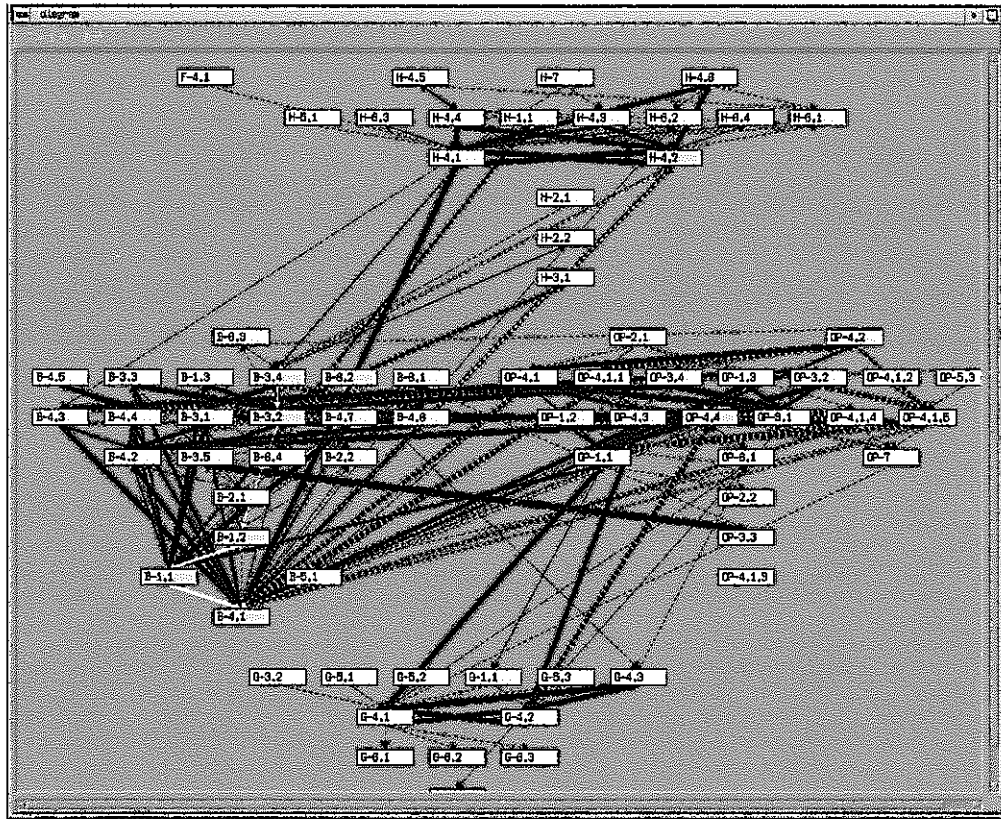 diagram
F-4.1 H-4.5 H-7 H-4.6
H-5.1 H-6.3 H-4.4 H-1.1 H-4.3 H-6.2 H-6.4 H-6.1
H-4.1 H-4.2
H-2.1
H-2.2
H-3.1
B-6.3 OP-2.1 OP-4.2
B-4.5 B-3.3 B-1.3 B-3.4 B-6.2 B-6.1 OP-4.1 OP-4.1.1 OP-3.4 OP-1.3 OP-3.2 OP-4.1.2 OP-5.3
B-4.3 B-4.4 B-3.1 B-3.2 B-4.7 B-4.6 OP-1.2 OP-4.3 OP-4.4 OP-3.1 OP-4.1.4 OP-4.1.5
B-4.2 B-3.5 B-6.4 B-2.2 OP-1.1 OP-6.1 OP-7
B-2.1 OP-2.2
B-1.2 OP-3.3
B-1.1 B-5.1 OP-4.1.3
B-4.1
G-3.2 G-5.1 G-5.2 G-1.1 G-5.3 G-4.3
G-4.1 G-4.2
G-6.1 G-6.2 G-6.3